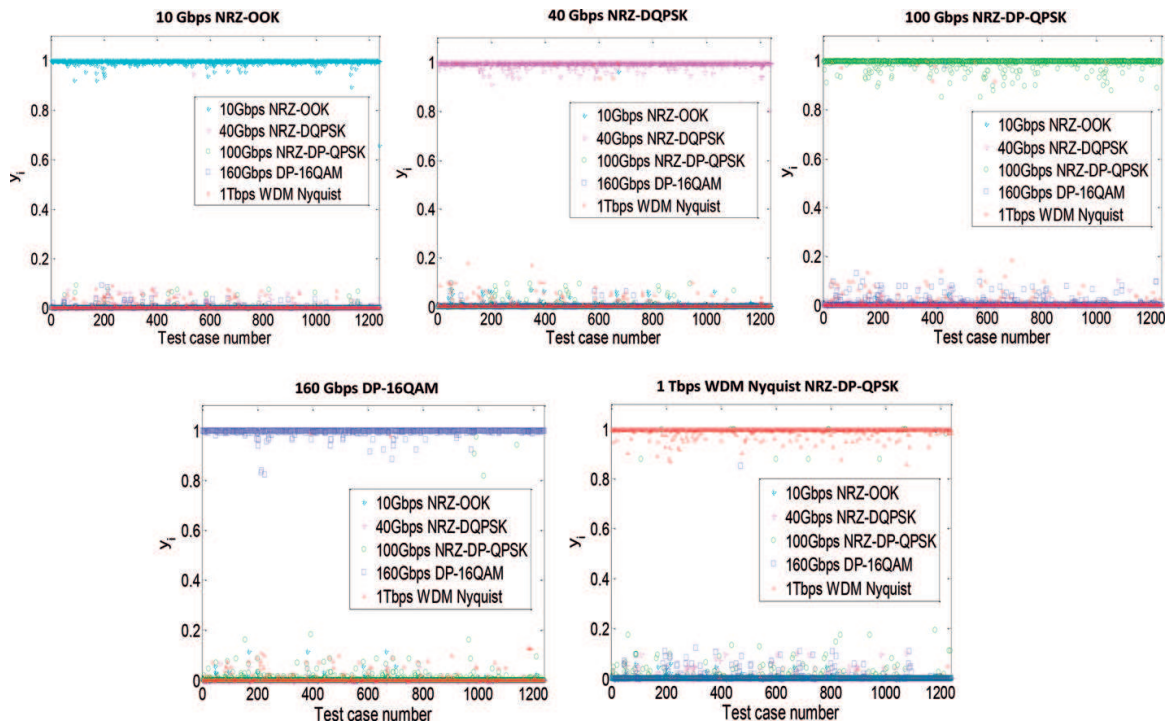 10 Gbps NRZ-OOK
1
0.8
0.6
0.4
0.2
0
y_i
10Gbps NRZ-OOK
40Gbps NRZ-DQPSK
100Gbps NRZ-DP-QPSK
160Gbps DP-16QAM
1Tbps WDM Nyquist
0 200 400 600 800 1000 1200
Test case number
40 Gbps NRZ-DQPSK
1
0.8
0.6
0.4
0.2
0
y_i
10Gbps NRZ-OOK
40Gbps NRZ-DQPSK
100Gbps NRZ-DP-QPSK
160Gbps DP-16QAM
1Tbps WDM Nyquist
0 200 400 600 800 1000 1200
Test case number
100 Gbps NRZ-DP-QPSK
1
0.8
0.6
0.4
0.2
0
y_i
10Gbps NRZ-OOK
40Gbps NRZ-DQPSK
100Gbps NRZ-DP-QPSK
160Gbps DP-16QAM
1Tbps WDM Nyquist
0 200 400 600 800 1000 1200
Test case number
160 Gbps DP-16QAM
1
0.8
0.6
0.4
0.2
0
y_i
10Gbps NRZ-OOK
40Gbps NRZ-DQPSK
100Gbps NRZ-DP-QPSK
160Gbps DP-16QAM
1Tbps WDM Nyquist
0 200 400 600 800 1000 1200
Test case number
1 Tbps WDM Nyquist NRZ-DP-QPSK
1
0.8
0.6
0.4
0.2
0
y_i
10Gbps NRZ-OOK
40Gbps NRZ-DQPSK
100Gbps NRZ-DP-QPSK
160Gbps DP-16QAM
1Tbps WDM Nyquist
0 200 400 600 800 1000 1200
Test case number